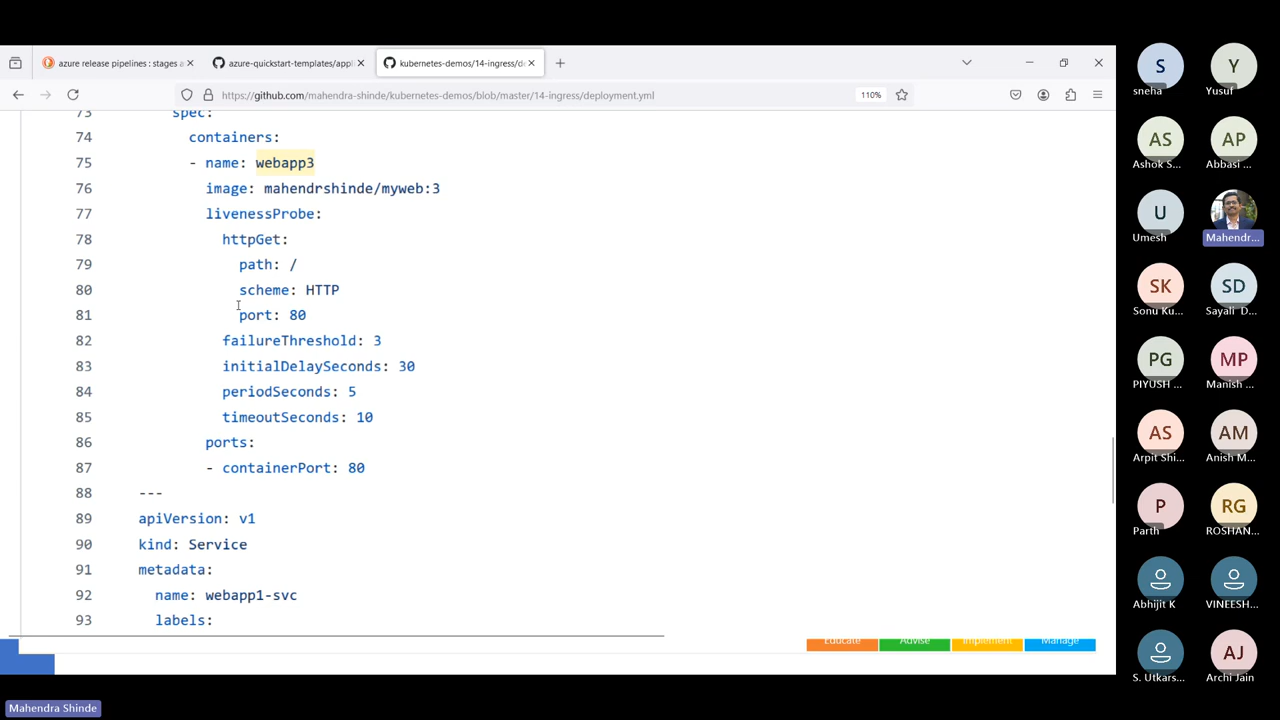 azure release pipelines : stages a
azure-quickstart-templates/appl
kubernetes-demos/14-ingress/de
https://github.com/mahendra-shinde/kubernetes-demos/blob/master/14-ingress/deployment.yml
110%
73 spec:
74 containers:
75 - name: webapp3
76 image: mahendrshinde/myweb:3
77 livenessProbe:
78 httpGet:
79 path: /
80 scheme: HTTP
81 port: 80
82 failureThreshold: 3
83 initialDelaySeconds: 30
84 periodSeconds: 5
85 timeoutSeconds: 10
86 ports:
87 - containerPort: 80
88 ---
89 apiVersion: v1
90 kind: Service
91 metadata:
92 name: webapp1-svc
93 labels:
Educate Advise Implement Manage
S Y
sneha Yusuf
AS AP
Ashok S... Abbasi ...
U
Umesh Mahendr...
SK SD
Sonu Ku... Sayali D...
PG MP
PIYUSH ... Manish ...
AS AM
Arpit Shi... Anish M...
P RG
Parth ROSHAN...
Abhijit K VINEESH...
AJ
S. Utkars... Archi Jain
Mahendra Shinde